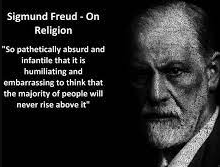 Sigmund Freud - On
Religion
"So pathetically absurd and
infantile that it is
humiliating and
embarrassing to think that
the majority of people will
never rise above it"